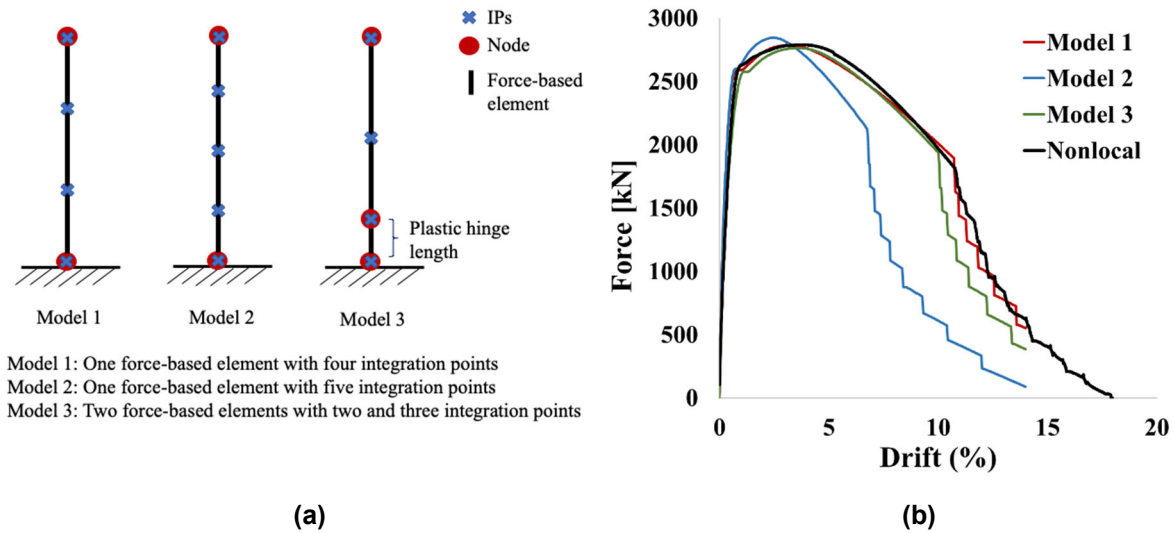 IPs
Node
Force-based
element
Plastic hinge
length
Model 1
Model 2
Model 3
Model 1: One force-based element with four integration points
Model 2: One force-based element with five integration points
Model 3: Two force-based elements with two and three integration points
(a)
3000
2500
2000
1500
1000
500
0
Force [kN]
0
5
10
15
20
Drift (%)
Model 1
Model 2
Model 3
Nonlocal
(b)